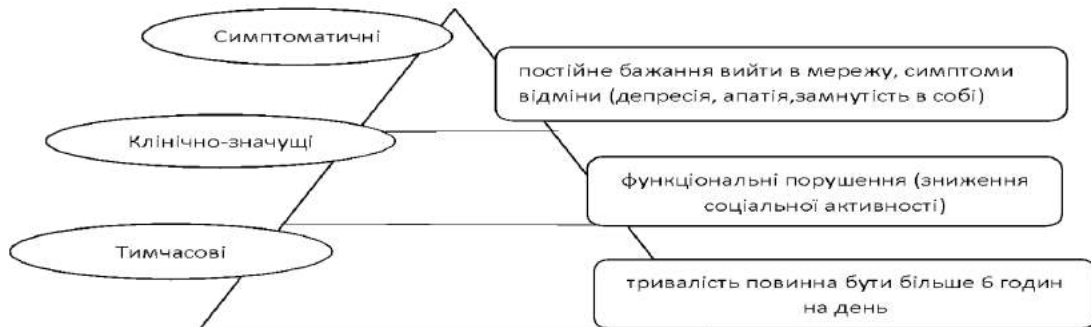 Симптоматичні
постійне бажання вийти в мережу, симптоми
відміни (депресія, апатія,замнутість в собі)
Клінічно-значущі
функціональні порушення (зниження
соціальної активності)
Тимчасові
тривалість повинна бути більше 6 годин
на день